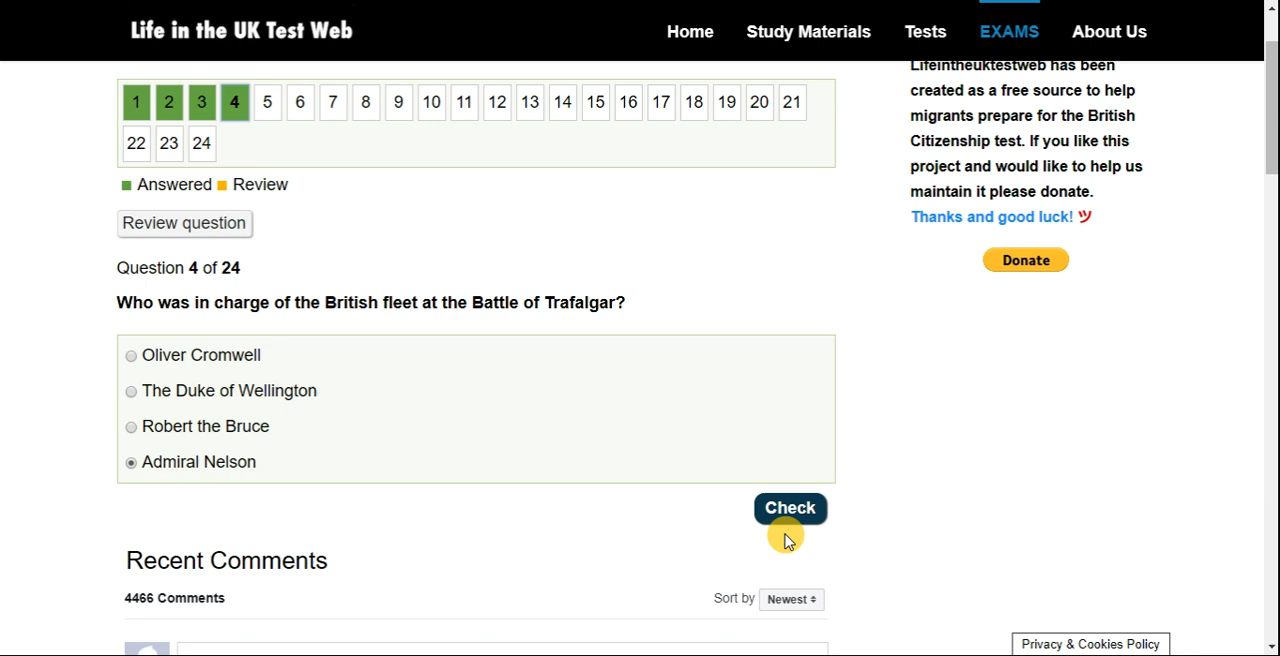 Life in the UK Test Web
Home Study Materials Tests EXAMS About Us
1 2 3 4 5 6 7 8 9 10 11 12 13 14 15 16 17 18 19 20 21
22 23 24
Answered Review
Review question
Question 4 of 24
Who was in charge of the British fleet at the Battle of Trafalgar?
Oliver Cromwell
The Duke of Wellington
Robert the Bruce
Admiral Nelson
Check
Recent Comments
4466 Comments
Sort by Newest
Lifeintheuktestweb has been
created as a free source to help
migrants prepare for the British
Citizenship test. If you like this
project and would like to help us
maintain it please donate.
Thanks and good luck! ツ
Donate
Privacy & Cookies Policy